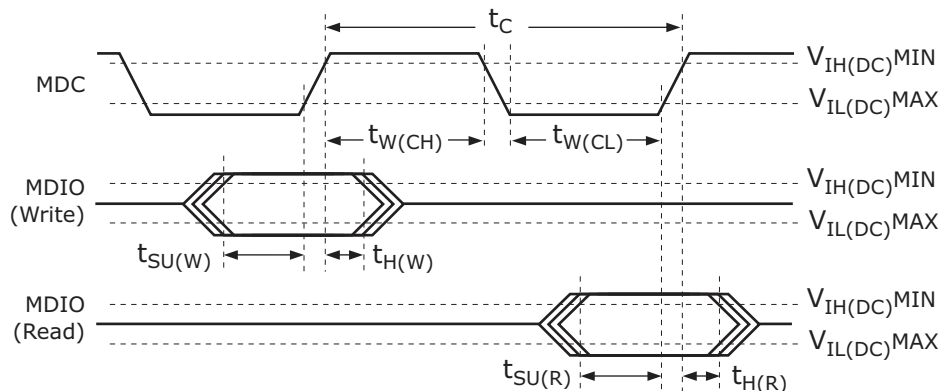 tC
MDC
VIH(DC)MIN
VIL(DC)MAX
tW(CH)
tW(CL)
MDIO
(Write)
VIH(DC)MIN
VIL(DC)MAX
tSU(W)
tH(W)
MDIO
(Read)
VIH(DC)MIN
VIL(DC)MAX
tSU(R)
tH(R)